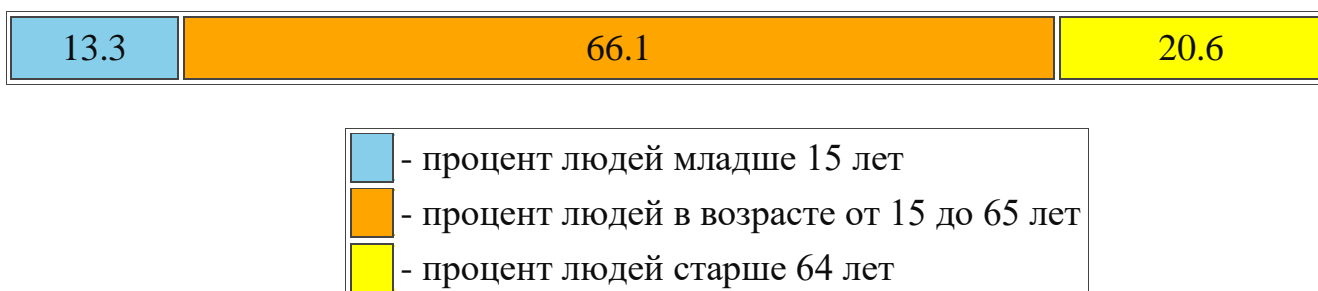 13.3 66.1 20.6
- процент людей младше 15 лет
- процент людей в возрасте от 15 до 65 лет
- процент людей старше 64 лет